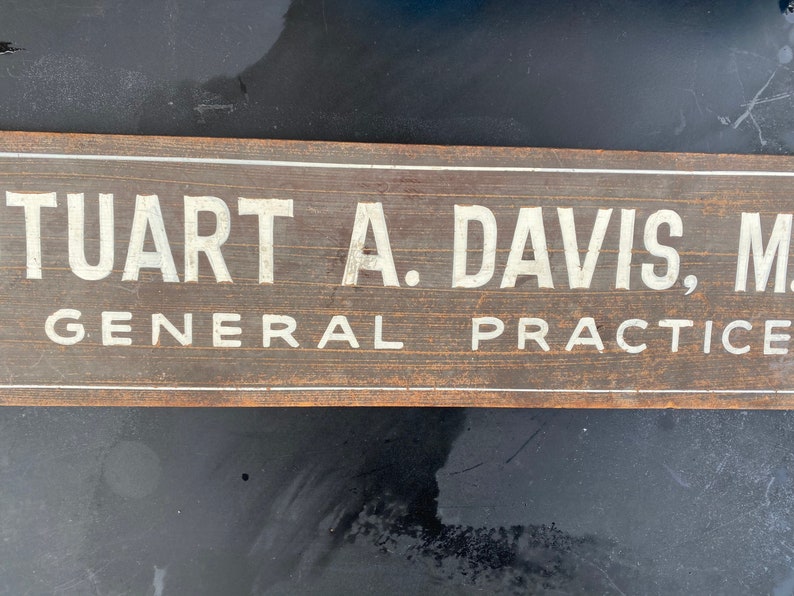 TUART A. DAVIS, M.
GENERAL PRACTICE